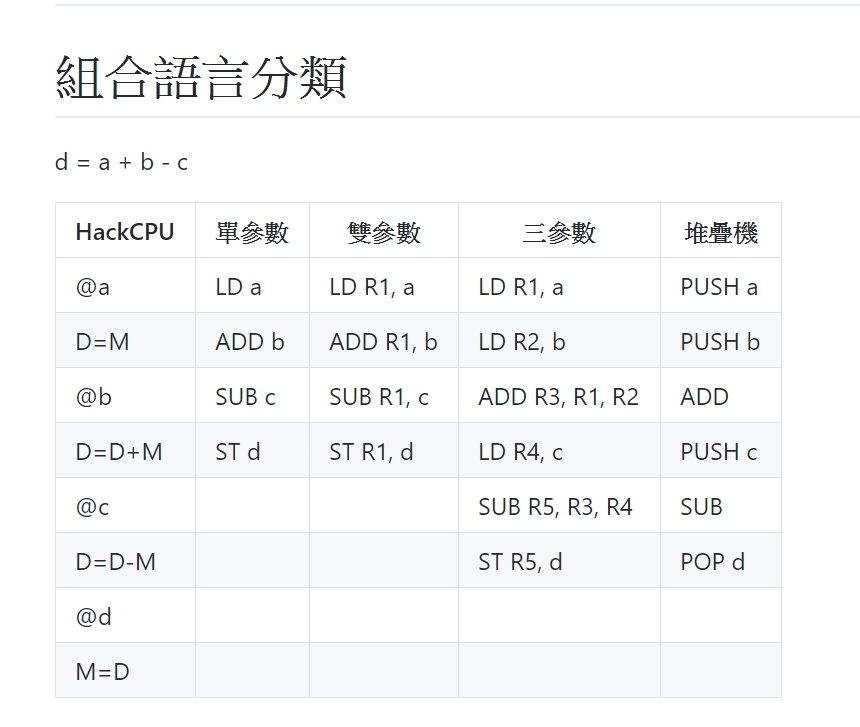 組合語言分類
d = a + b - c
HackCPU 單參數 雙參數 三參數 堆疊機
@a LD a LD R1, a LD R1, a PUSH a
D=M ADD b ADD R1, b LD R2, b PUSH b
@b SUB c SUB R1, c ADD R3, R1, R2 ADD
D=D+M ST d ST R1, d LD R4, c PUSH c
@c SUB R5, R3, R4 SUB
D=D-M ST R5, d POP d
@d
M=D